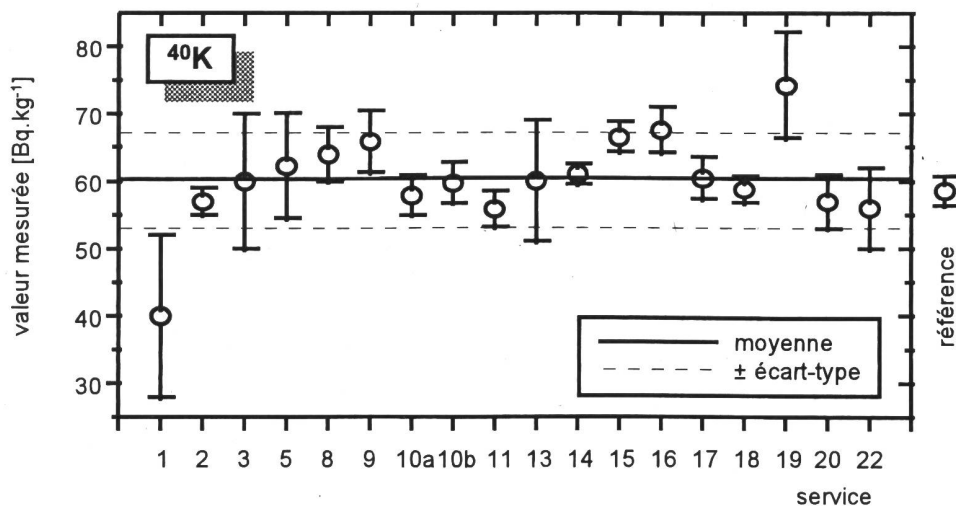 valeur mesurée [Bq.kg⁻¹]
80
70
60
50
40
30
⁴⁰K
moyenne
± écart-type
1 2 3 5 8 9 10a 10b 11 13 14 15 16 17 18 19 20 22
service
référence